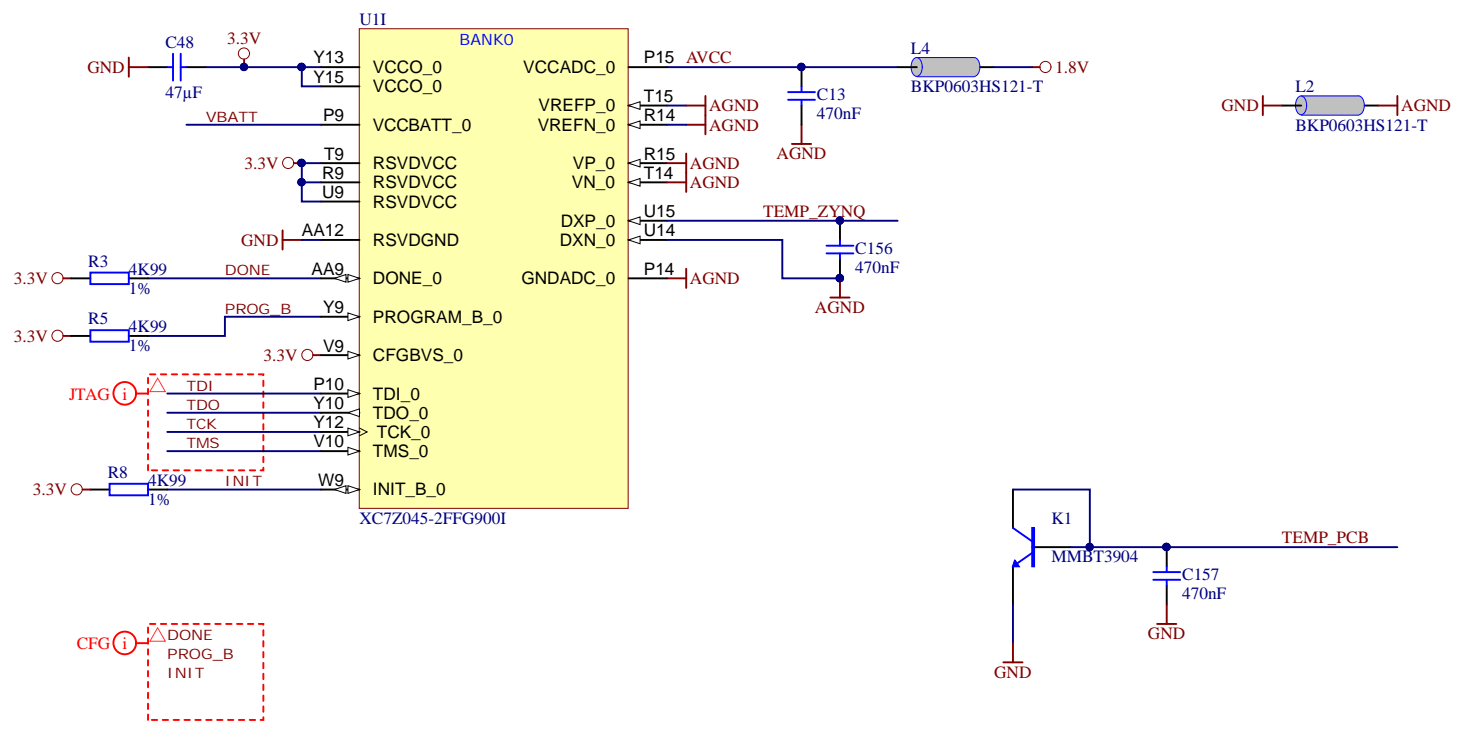 U1I
BANK0
C48
3.3V
GND
47µF
Y13
VCCO_0
Y15
VCCO_0
VBATT
P9
VCCBATT_0
3.3V
T9
RSVDVCC
R9
RSVDVCC
U9
RSVDVCC
GND
AA12
RSVDGND
R3
3.3V
4K99
1%
DONE
AA9
DONE_0
R5
3.3V
4K99
1%
PROG_B
Y9
PROGRAM_B_0
3.3V
V9
CFGBVS_0
JTAG
i
TDI
P10
TDI_0
TDO
Y10
TDO_0
TCK
Y12
TCK_0
TMS
V10
TMS_0
R8
3.3V
4K99
1%
INIT
W9
INIT_B_0
XC7Z045-2FFG900I
VCCADC_0
P15
AVCC
L4
BKP0603HS121-T
1.8V
C13
470nF
AGND
VREFP_0
T15
AGND
VREFN_0
R14
AGND
VP_0
R15
AGND
VN_0
T14
AGND
DXP_0
U15
TEMP_ZYNQ
DXN_0
U14
C156
470nF
AGND
GNDADC_0
P14
AGND
L2
GND
AGND
BKP0603HS121-T
K1
MMBT3904
TEMP_PCB
C157
470nF
GND
GND
CFG
i
DONE
PROG_B
INIT